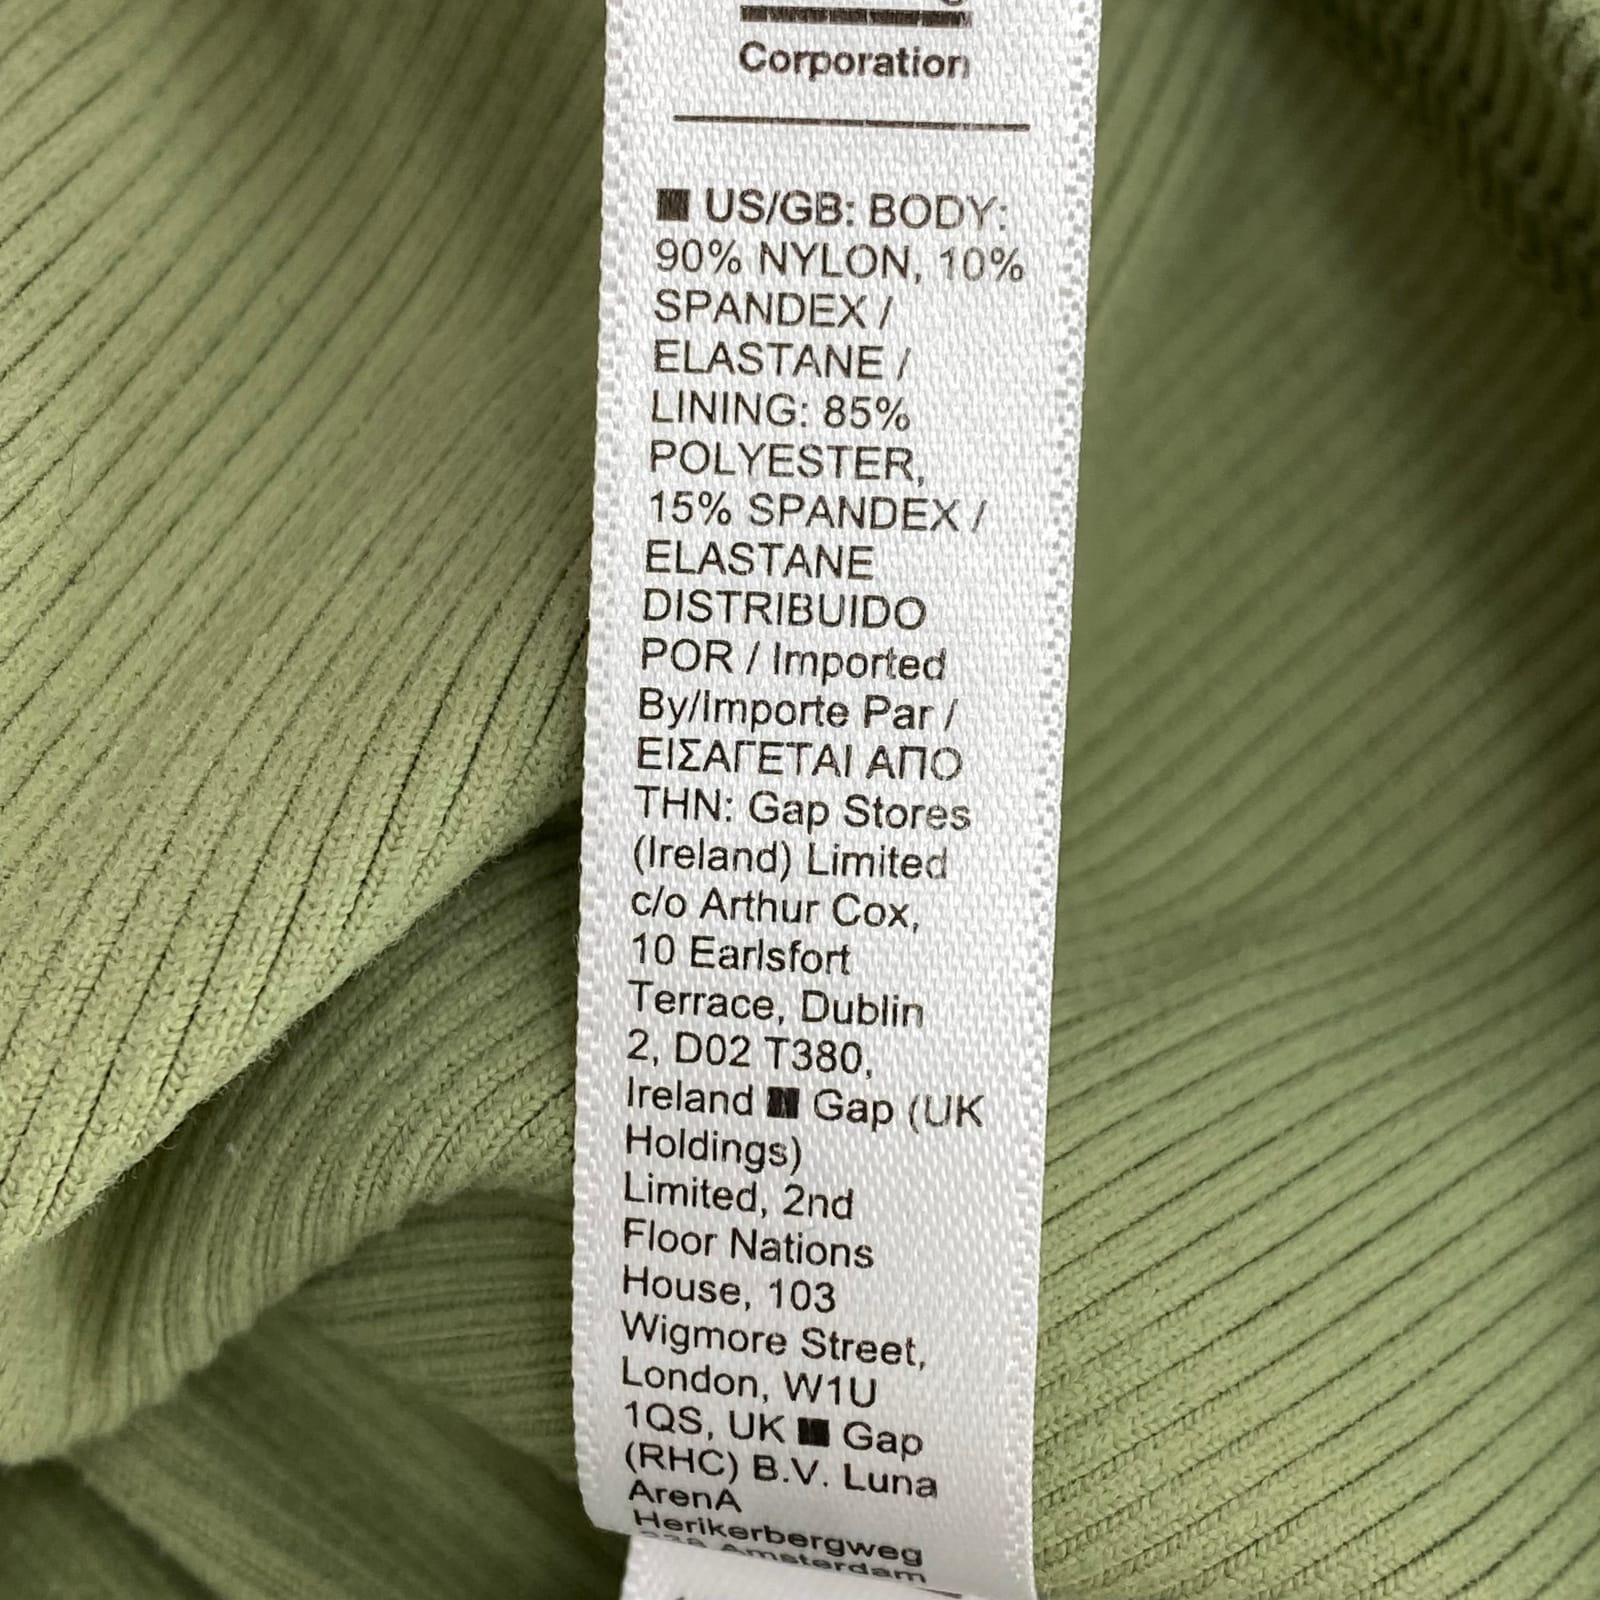 Corporation
■ US/GB: BODY:
90% NYLON, 10%
SPANDEX /
ELASTANE /
LINING: 85%
POLYESTER,
15% SPANDEX /
ELASTANE
DISTRIBUIDO
POR / Imported
By/Importe Par /
ΕΙΣΑΓΕΤΑΙ ΑΠΟ
ΤΗΝ: Gap Stores
(Ireland) Limited
c/o Arthur Cox,
10 Earlsfort
Terrace, Dublin
2, D02 T380,
Ireland ■ Gap (UK
Holdings)
Limited, 2nd
Floor Nations
House, 103
Wigmore Street,
London, W1U
1QS, UK ■ Gap
(RHC) B.V. Luna
ArenA
Herikerbergweg
Amsterdam